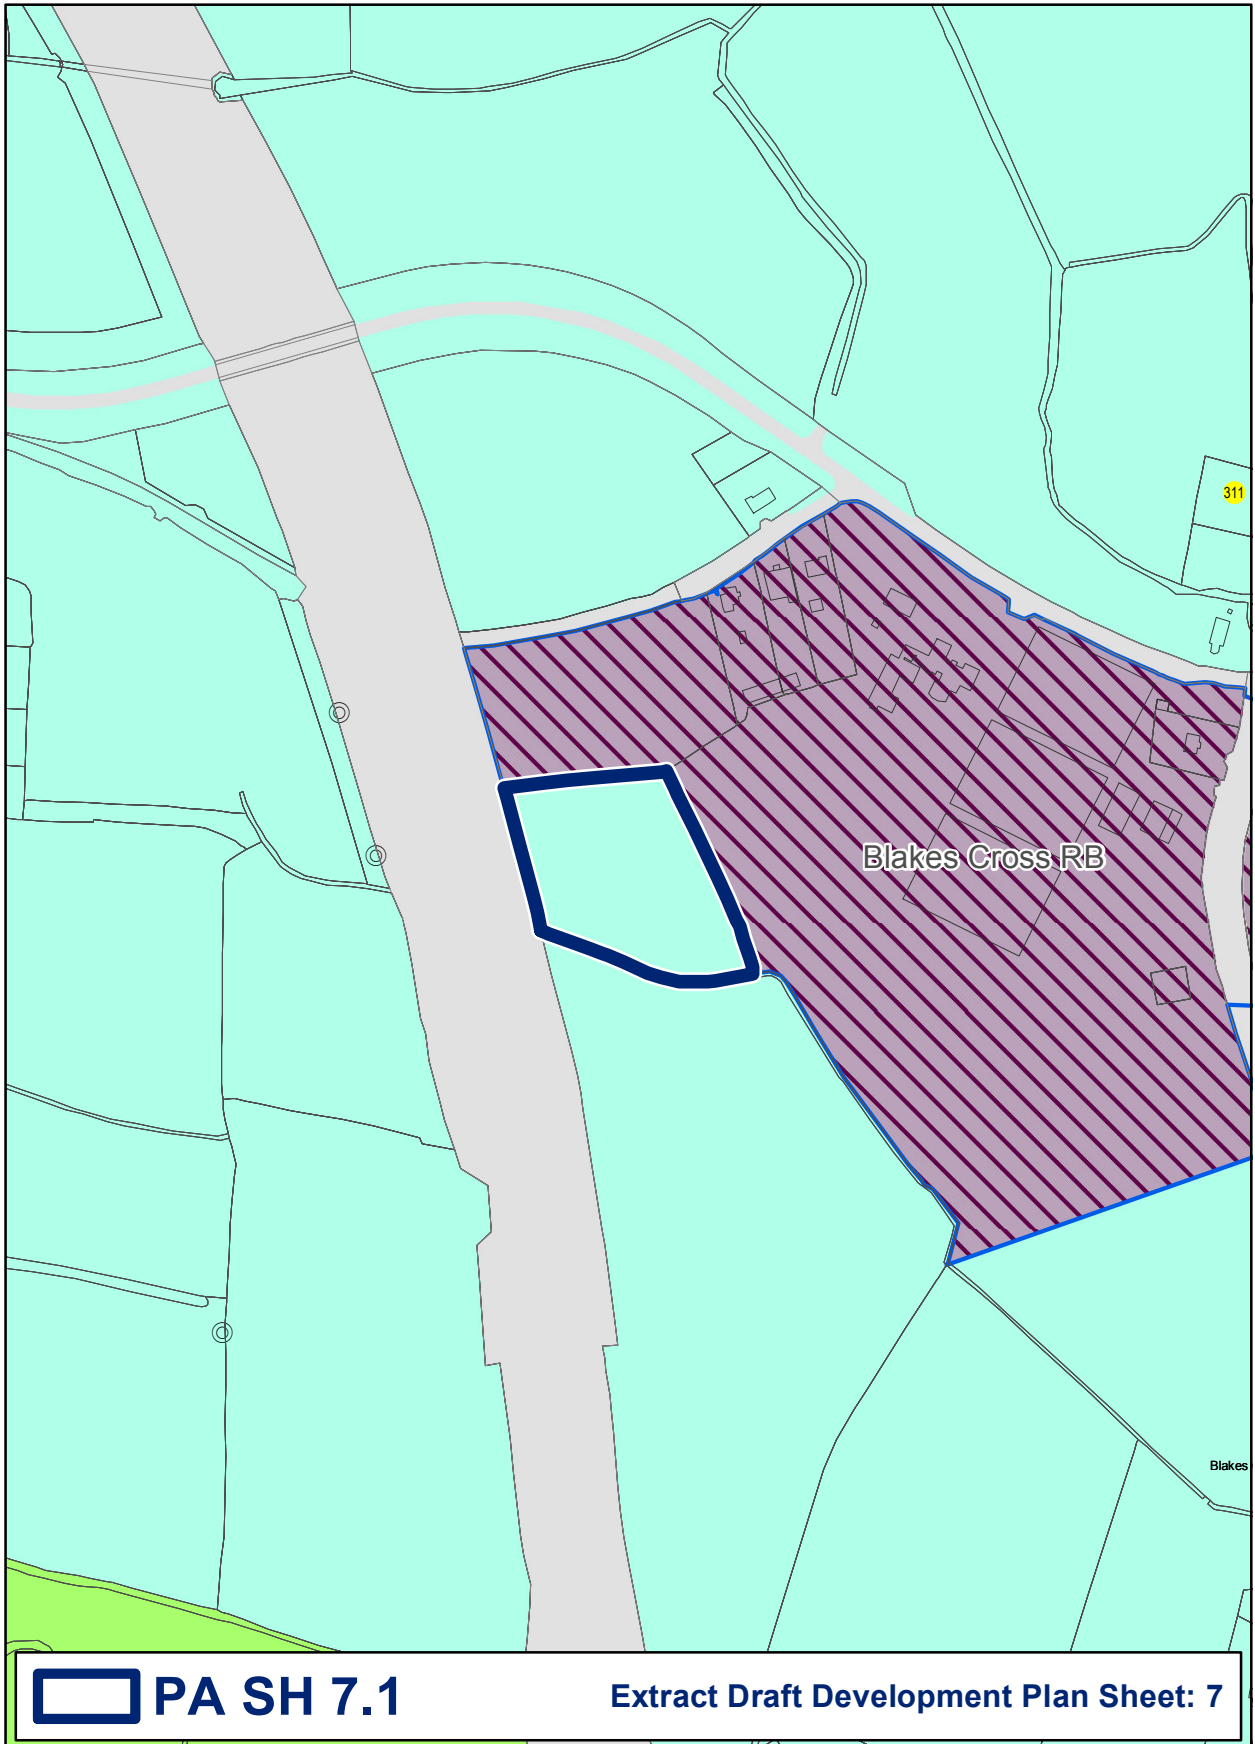 311
Blakes Cross RB
Blakes
PA SH 7.1
Extract Draft Development Plan Sheet: 7